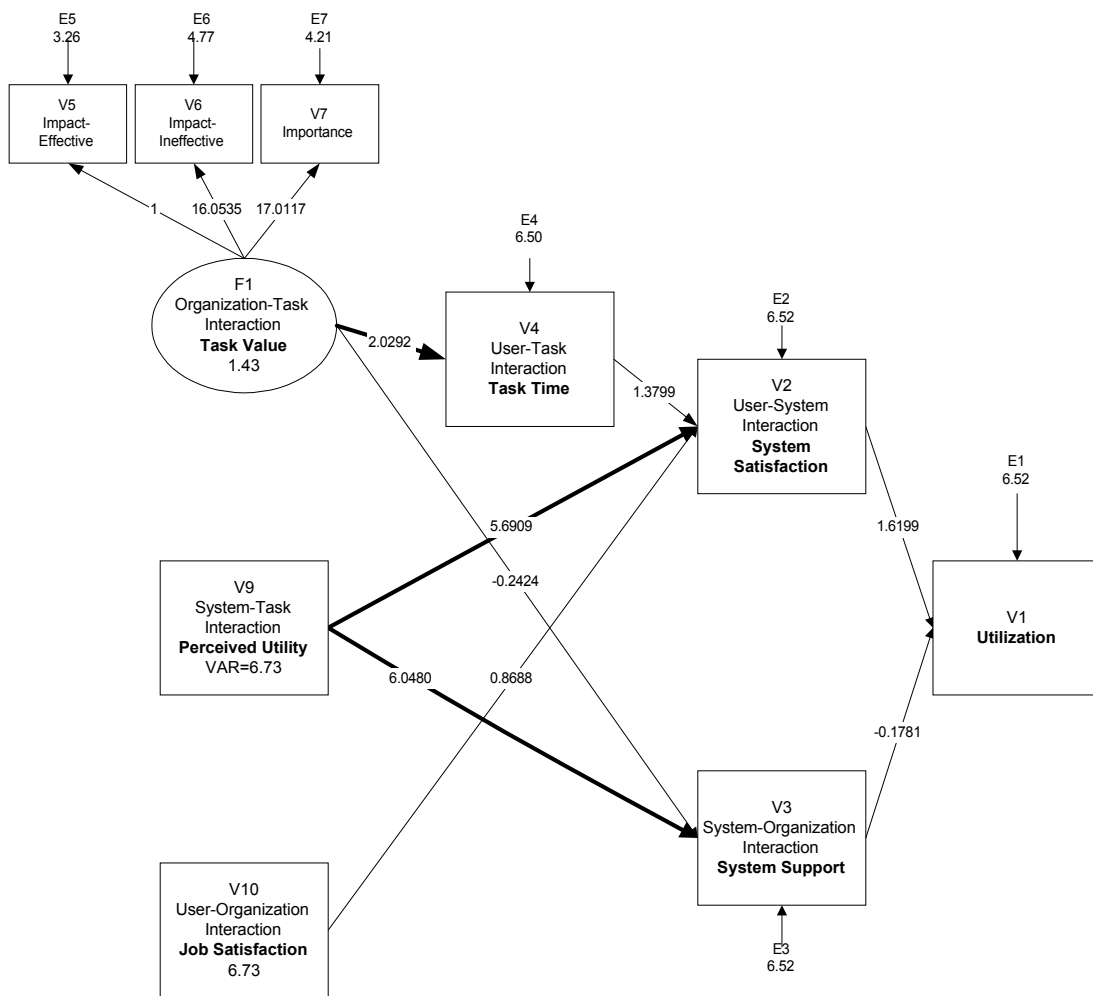 E5
3.26
E6
4.77
E7
4.21
V5
Impact-
Effective
V6
Impact-
Ineffective
V7
Importance
1
16.0535
17.0117
E4
6.50
F1
Organization-Task
Interaction
Task Value
1.43
2.0292
V4
User-Task
Interaction
Task Time
E2
6.52
1.3799
V2
User-System
Interaction
System
Satisfaction
E1
6.52
5.6909
1.6199
-0.2424
V9
System-Task
Interaction
Perceived Utility
VAR=6.73
V1
Utilization
6.0480
0.8688
-0.1781
V3
System-Organization
Interaction
System Support
V10
User-Organization
Interaction
Job Satisfaction
6.73
E3
6.52